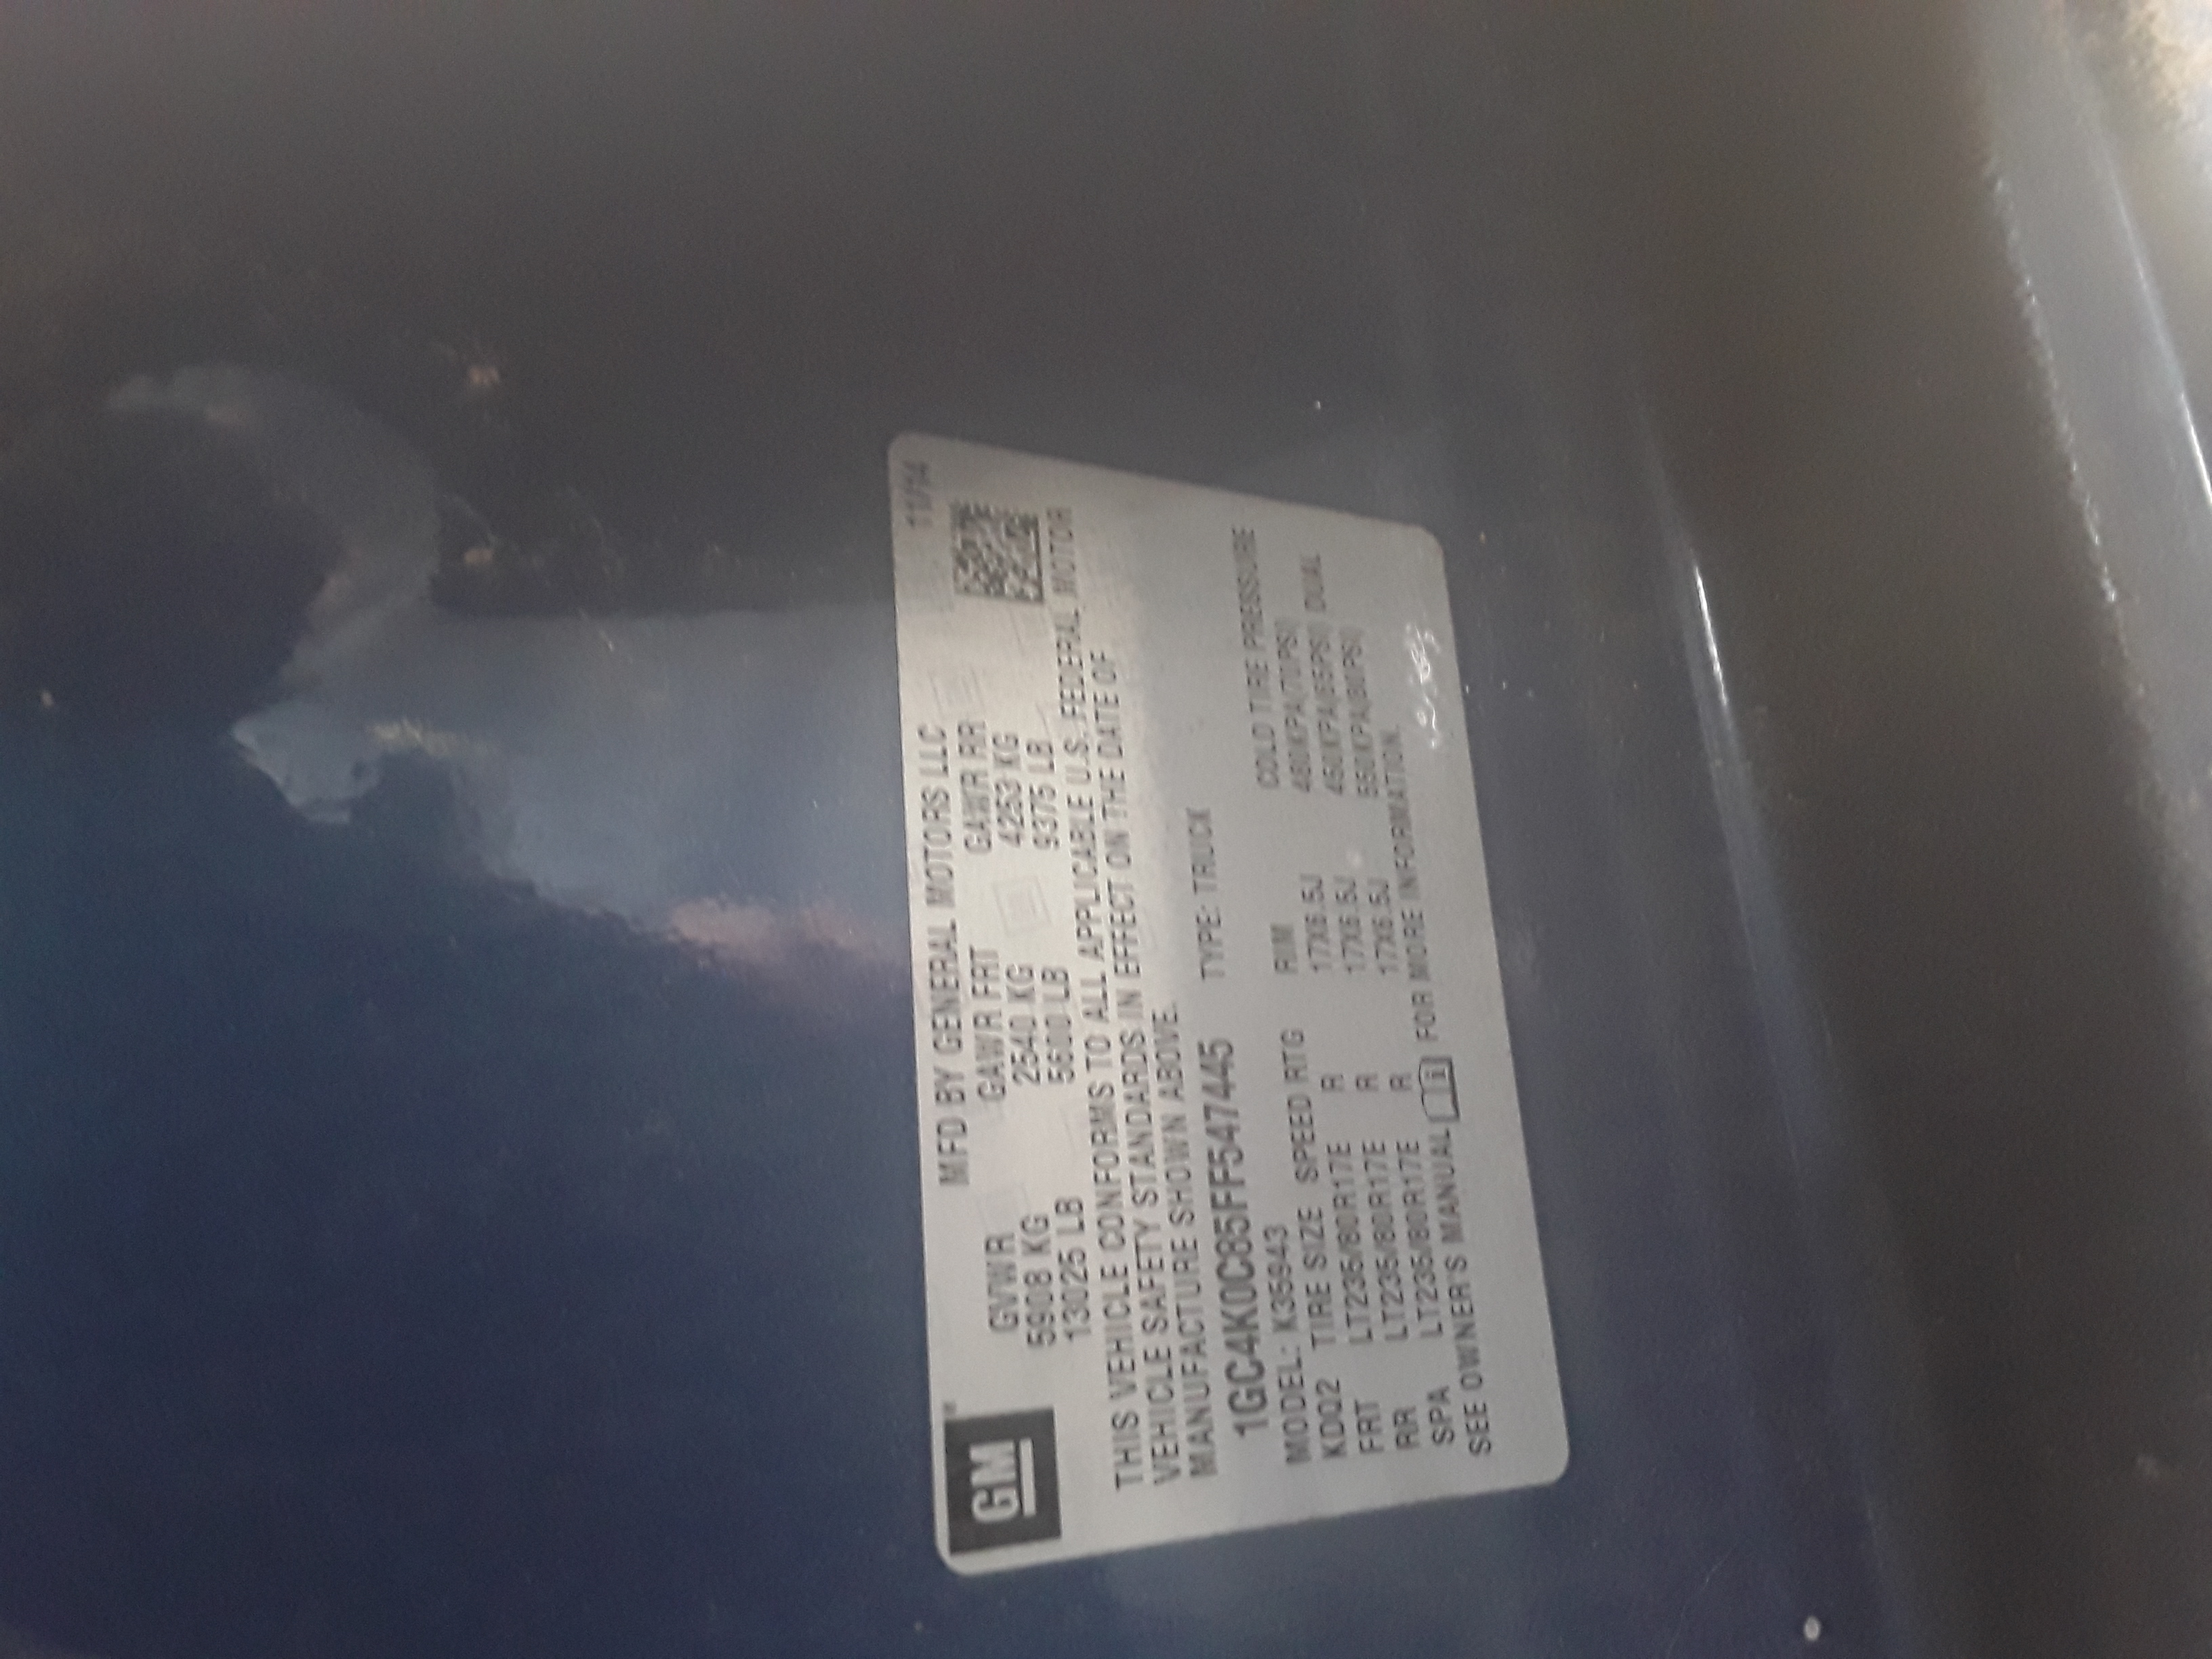 11/14
MFD BY GENERAL MOTORS LLC
GM
GVWR GAWR FRT GAWR RR
5908 KG 2540 KG 4253 KG
13025 LB 5600 LB 9375 LB
THIS VEHICLE CONFORMS TO ALL APPLICABLE U.S. FEDERAL MOTOR
VEHICLE SAFETY STANDARDS IN EFFECT ON THE DATE OF
MANUFACTURE SHOWN ABOVE.
1GC4K0C85FF547445 TYPE: TRUCK
MODEL: K35943
KDQ2 TIRE SIZE SPEED RTG RIM COLD TIRE PRESSURE
FRT LT235/80R17E R 17X6.5J 480KPA(70PSI)
RR LT235/80R17E R 17X6.5J 450KPA(65PSI) DUAL
SPA LT235/80R17E R 17X6.5J 550KPA(80PSI)
SEE OWNER'S MANUAL FOR MORE INFORMATION.